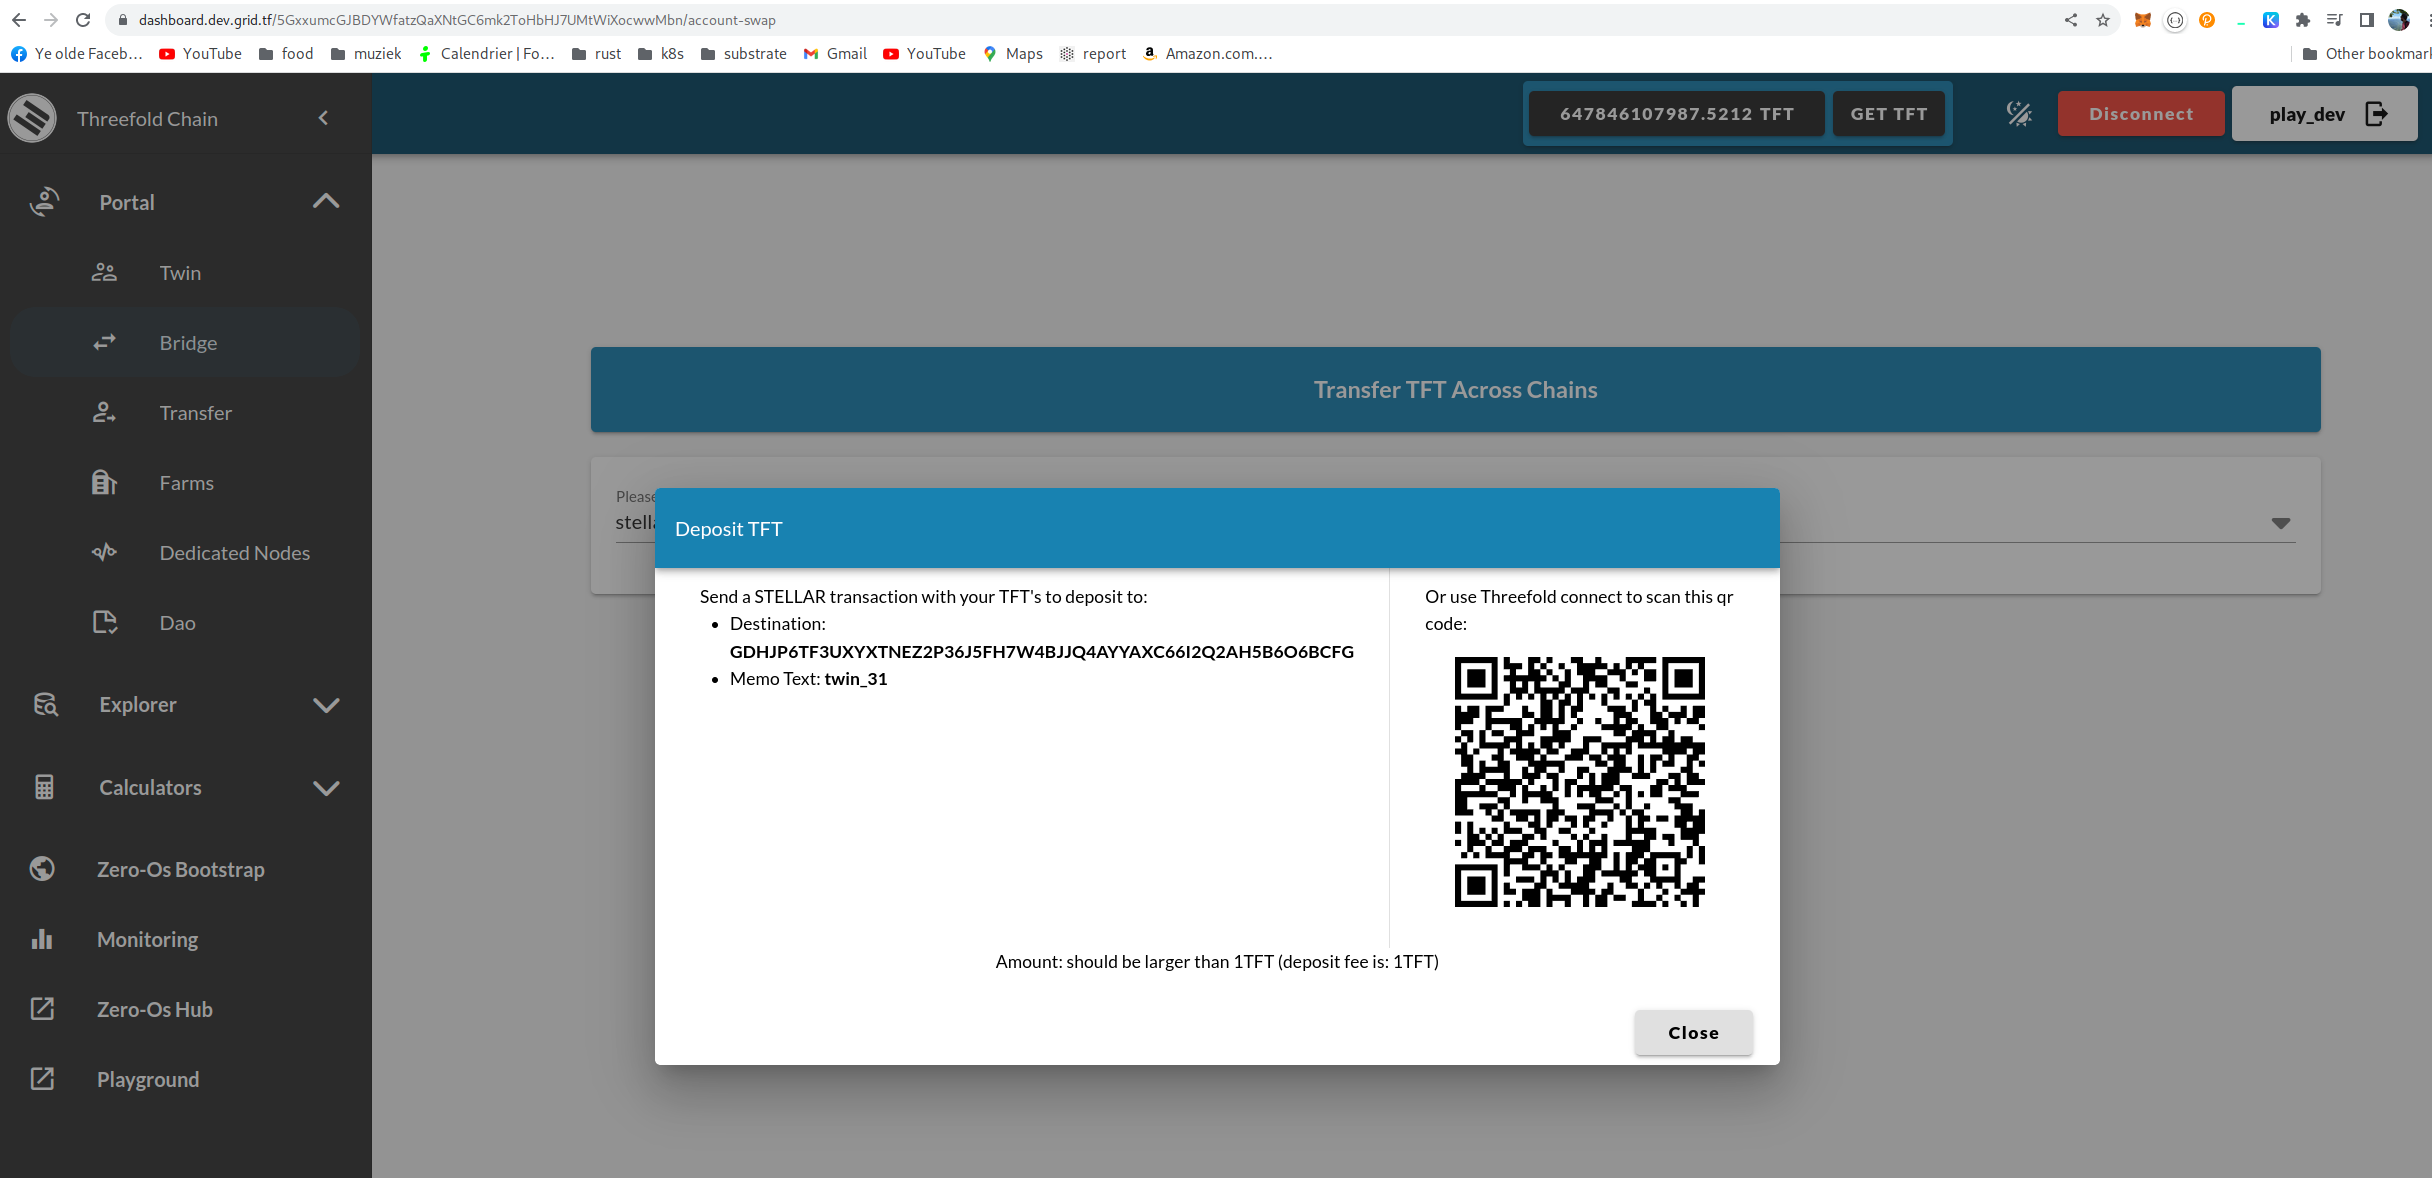 dashboard.dev.grid.tf/5GxxumcGJBDYWfatzQaXNtGC6mk2ToHbHJ7UMtWiXocwwMbn/account-swap
Ye olde Faceb… YouTube food muziek Calendrier | Fo… rust k8s substrate Gmail YouTube Maps report Amazon.com.… Other bookmark
Threefold Chain
647846107987.5212 TFT
GET TFT
Disconnect
play_dev
Portal
Twin
Bridge
Transfer
Farms
Dedicated Nodes
Dao
Explorer
Calculators
Zero-Os Bootstrap
Monitoring
Zero-Os Hub
Playground
Transfer TFT Across Chains
Please
stella
Deposit TFT
Send a STELLAR transaction with your TFT's to deposit to:
• Destination:
GDHJP6TF3UXYXTNEZ2P36J5FH7W4BJJQ4AYYAXC66I2Q2AH5B6O6BCFG
• Memo Text: twin_31
Or use Threefold connect to scan this qr
code:
Amount: should be larger than 1TFT (deposit fee is: 1TFT)
Close